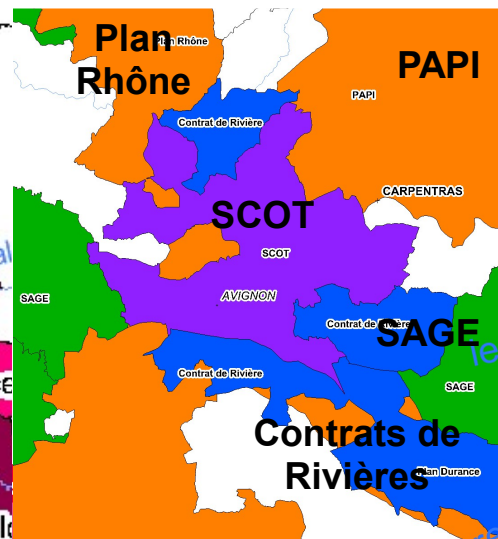 Plan
Rhône
Plan Rhône
PAPI
PAPI
Contrat de Rivière
CARPENTRAS
SCOT
SCOT
AVIGNON
SAGE
Contrat de Rivière
SAGE
SAGE
Contrat de Rivière
Contrats de
Rivières
Plan Durance